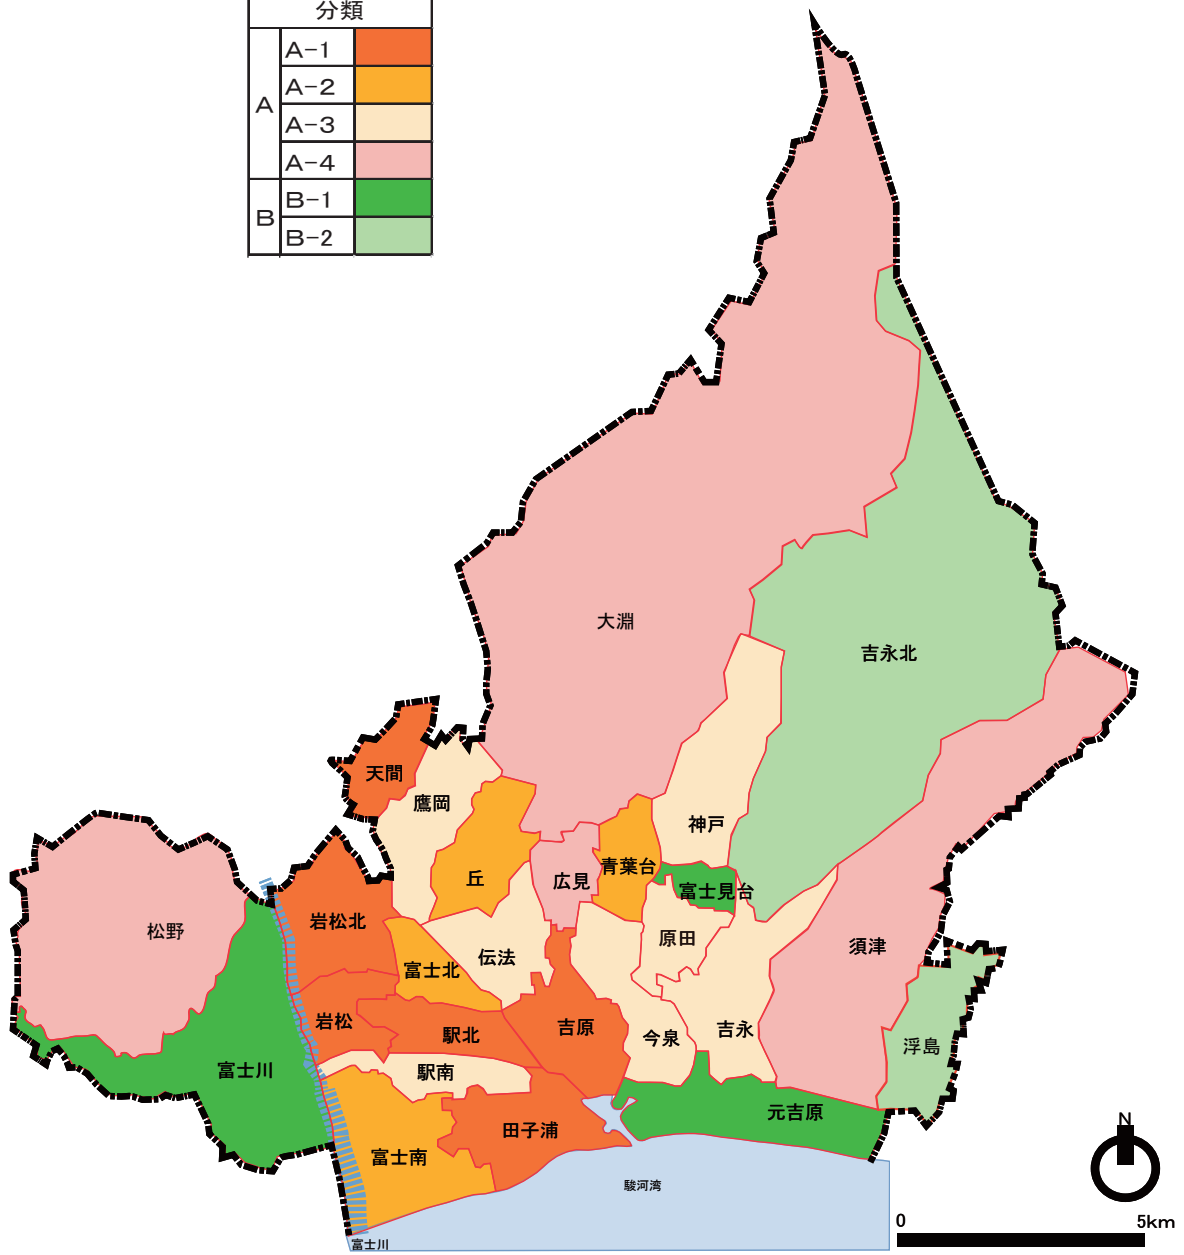 分類
A
A-1
A-2
A-3
A-4
B
B-1
B-2
大淵
吉永北
天間
鷹岡
神戸
青葉台
丘
広見
富士見台
岩松北
松野
原田
須津
伝法
富士北
岩松
駅北
吉原
今泉
吉永
浮島
富士川
駅南
元吉原
田子浦
富士南
駿河湾
富士川
N
0
5km